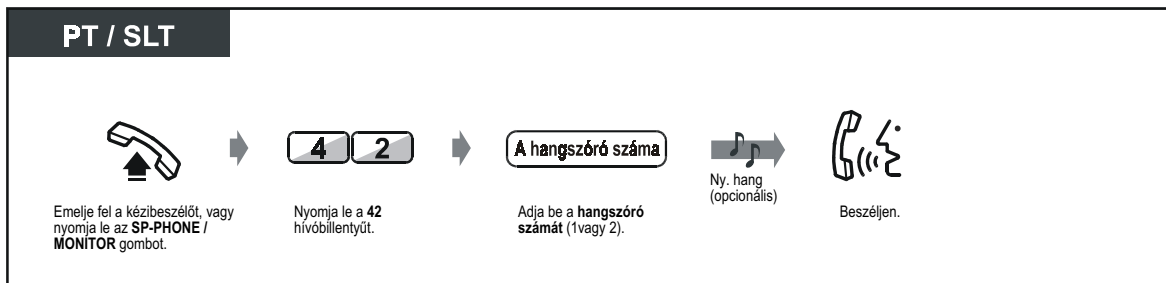 PT / SLT
4 2
A hangszóró száma
Ny. hang
(opcionális)
Emelje fel a kézibeszélőt, vagy
nyomja le az SP-PHONE /
MONITOR gombot.
Nyomja le a 42
hívóbillentyűt.
Adja be a hangszóró
számát (1vagy 2).
Beszéljen.